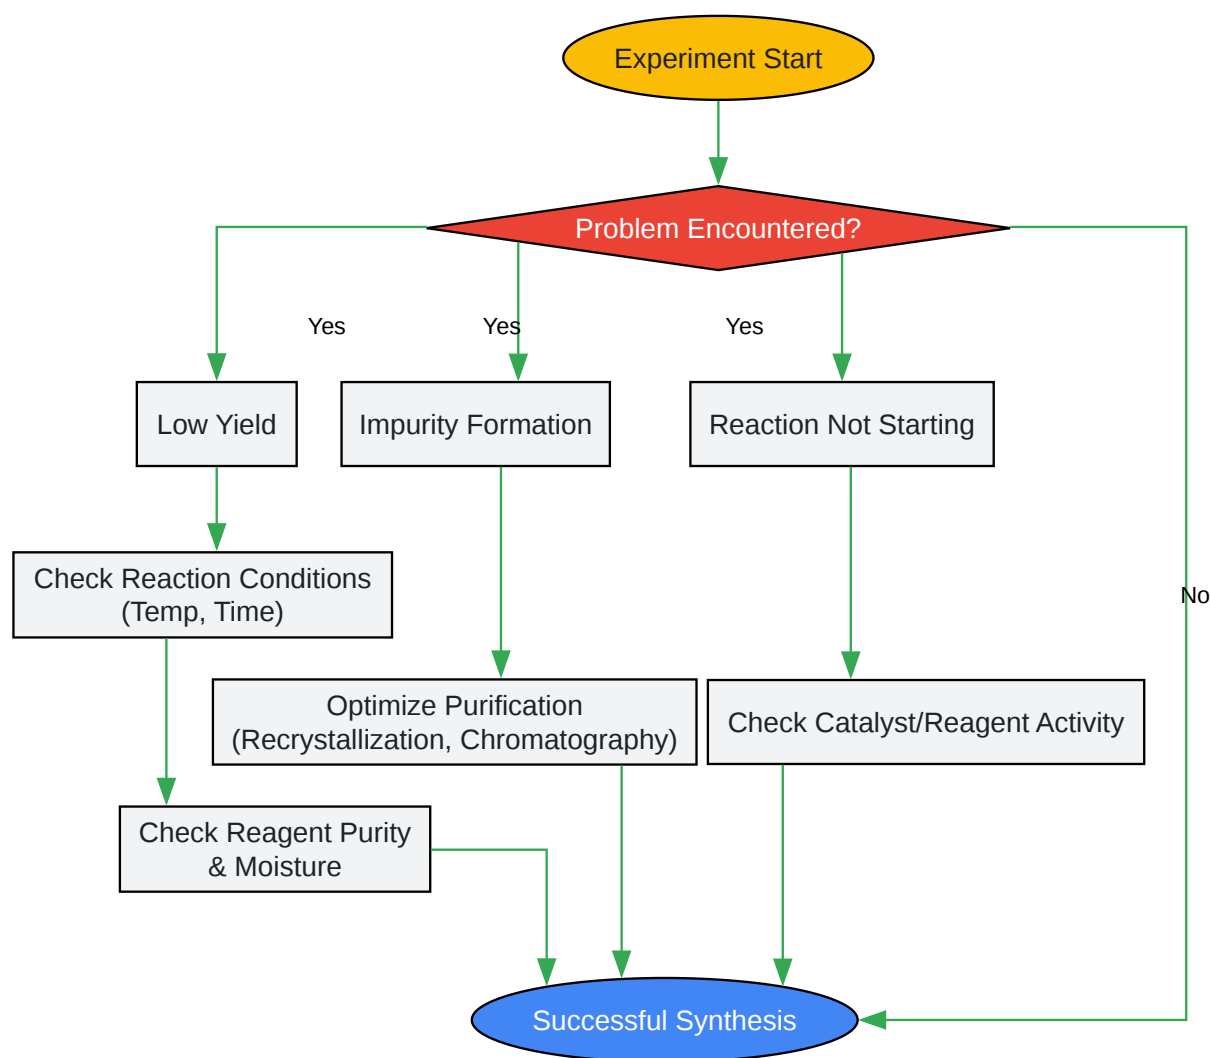 Experiment Start
Problem Encountered?
Yes
Yes
Yes
Low Yield
Impurity Formation
Reaction Not Starting
Check Reaction Conditions
(Temp, Time)
No
Optimize Purification
(Recrystallization, Chromatography)
Check Catalyst/Reagent Activity
Check Reagent Purity
& Moisture
Successful Synthesis